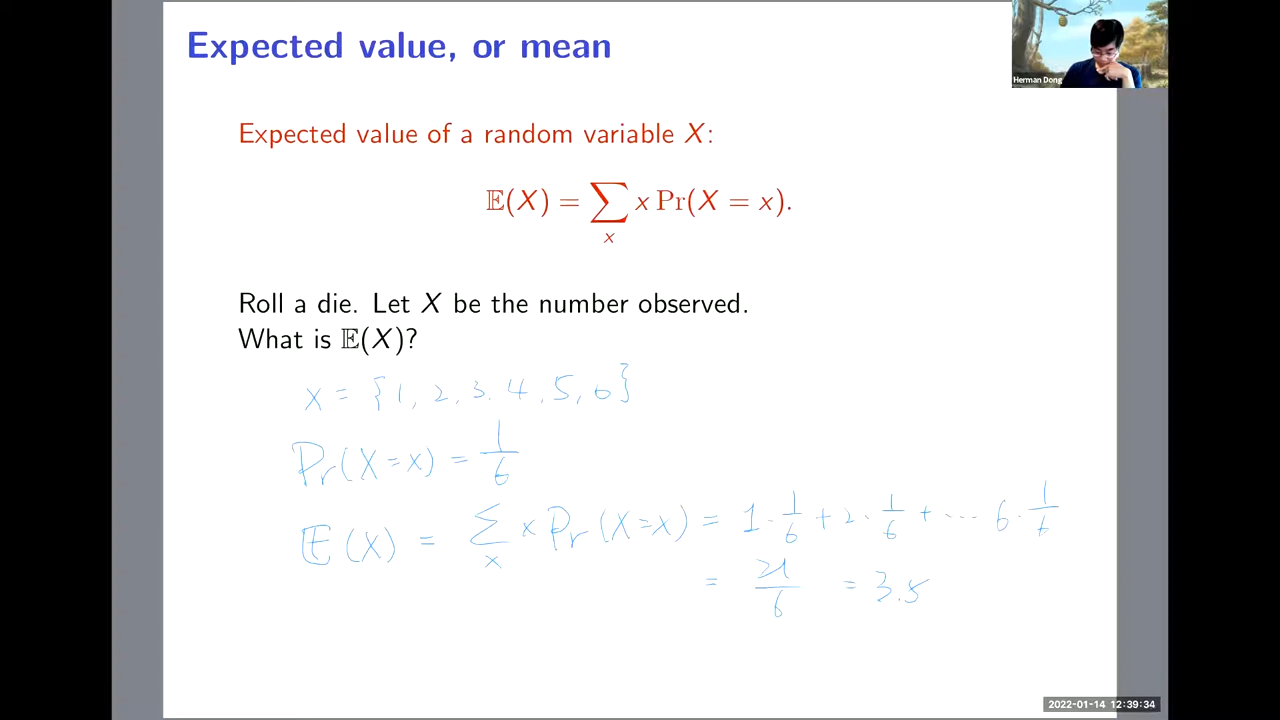 Expected value, or mean
Herman Dong
Expected value of a random variable X:
𝔼(X) = ∑ₓ x Pr(X = x).
Roll a die. Let X be the number observed.
What is 𝔼(X)?
x = {1, 2, 3. 4, 5, 6}
Pr(X=x) = 1/6
𝔼(X) = ∑ₓ x Pr(X=x) = 1 · 1/6 + 2 · 1/6 + ... 6 · 1/6
= 21/6 = 3.5
2022-01-14 12:39:34